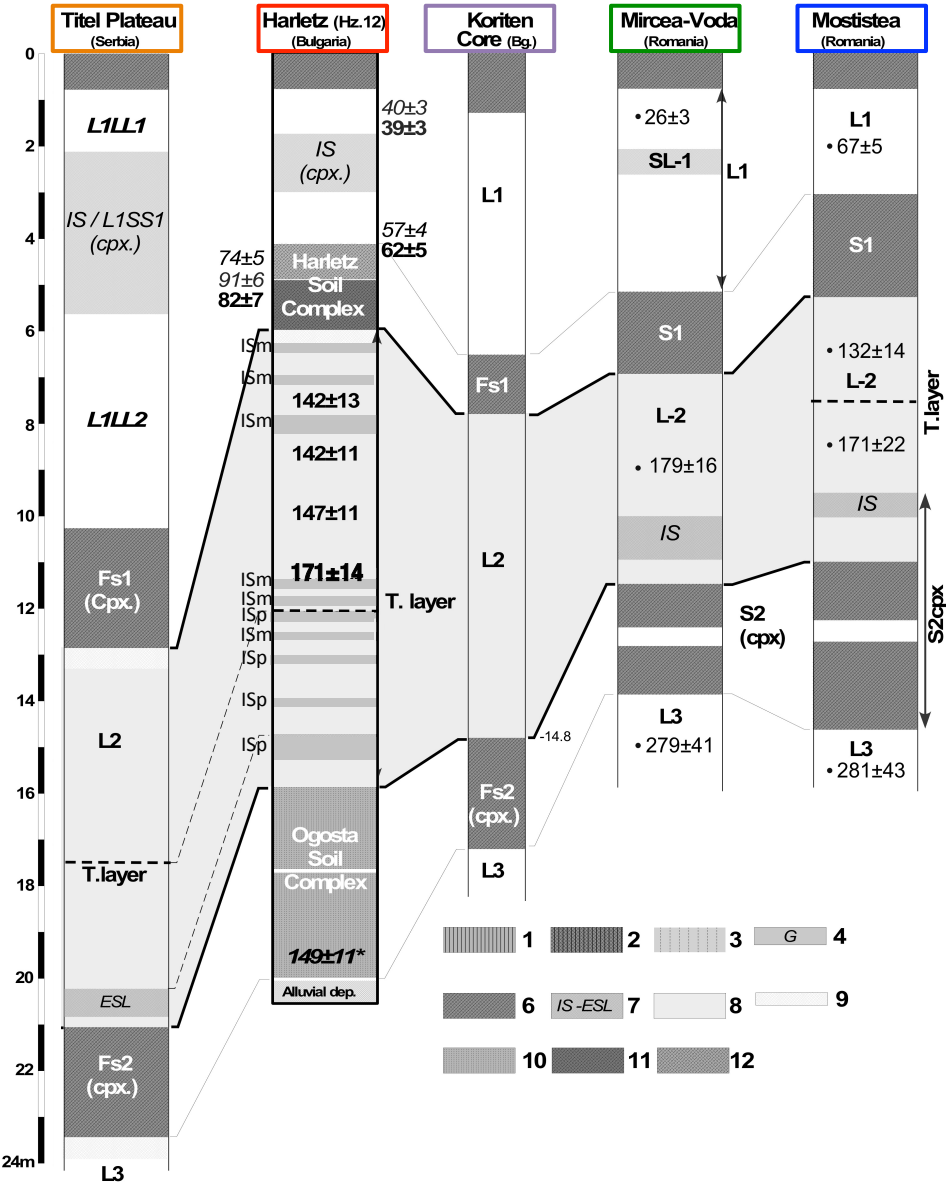 Titel Plateau
(Serbia)
Harletz (Hz.12)
(Bulgaria)
Koriten
Core (Bg.)
Mircea-Voda
(Romania)
Mostistea
(Romania)
0
2
4
6
8
10
12
14
16
18
20
22
24m
L1LL1
IS / L1SS1
(cpx.)
L1LL2
Fs1
(Cpx.)
L2
T.layer
ESL
Fs2
(cpx.)
L3
40±3
39±3
IS
(cpx.)
57±4
62±5
74±5
91±6
82±7
Harletz
Soil
Complex
ISm
ISm
142±13
ISm
142±11
147±11
171±14
ISm
ISm
T. layer
ISp
ISm
ISp
ISp
ISp
Ogosta
Soil
Complex
149±11*
Alluvial dep.
L1
Fs1
L2
-14.8
Fs2
(cpx.)
L3
26±3
SL-1
L1
S1
L-2
179±16
IS
S2
(cpx)
L3
279±41
L1
67±5
S1
132±14
L-2
T.layer
171±22
IS
S2cpx
L3
281±43
1
2
3
G 4
6
IS -ESL 7
8
9
10
11
12